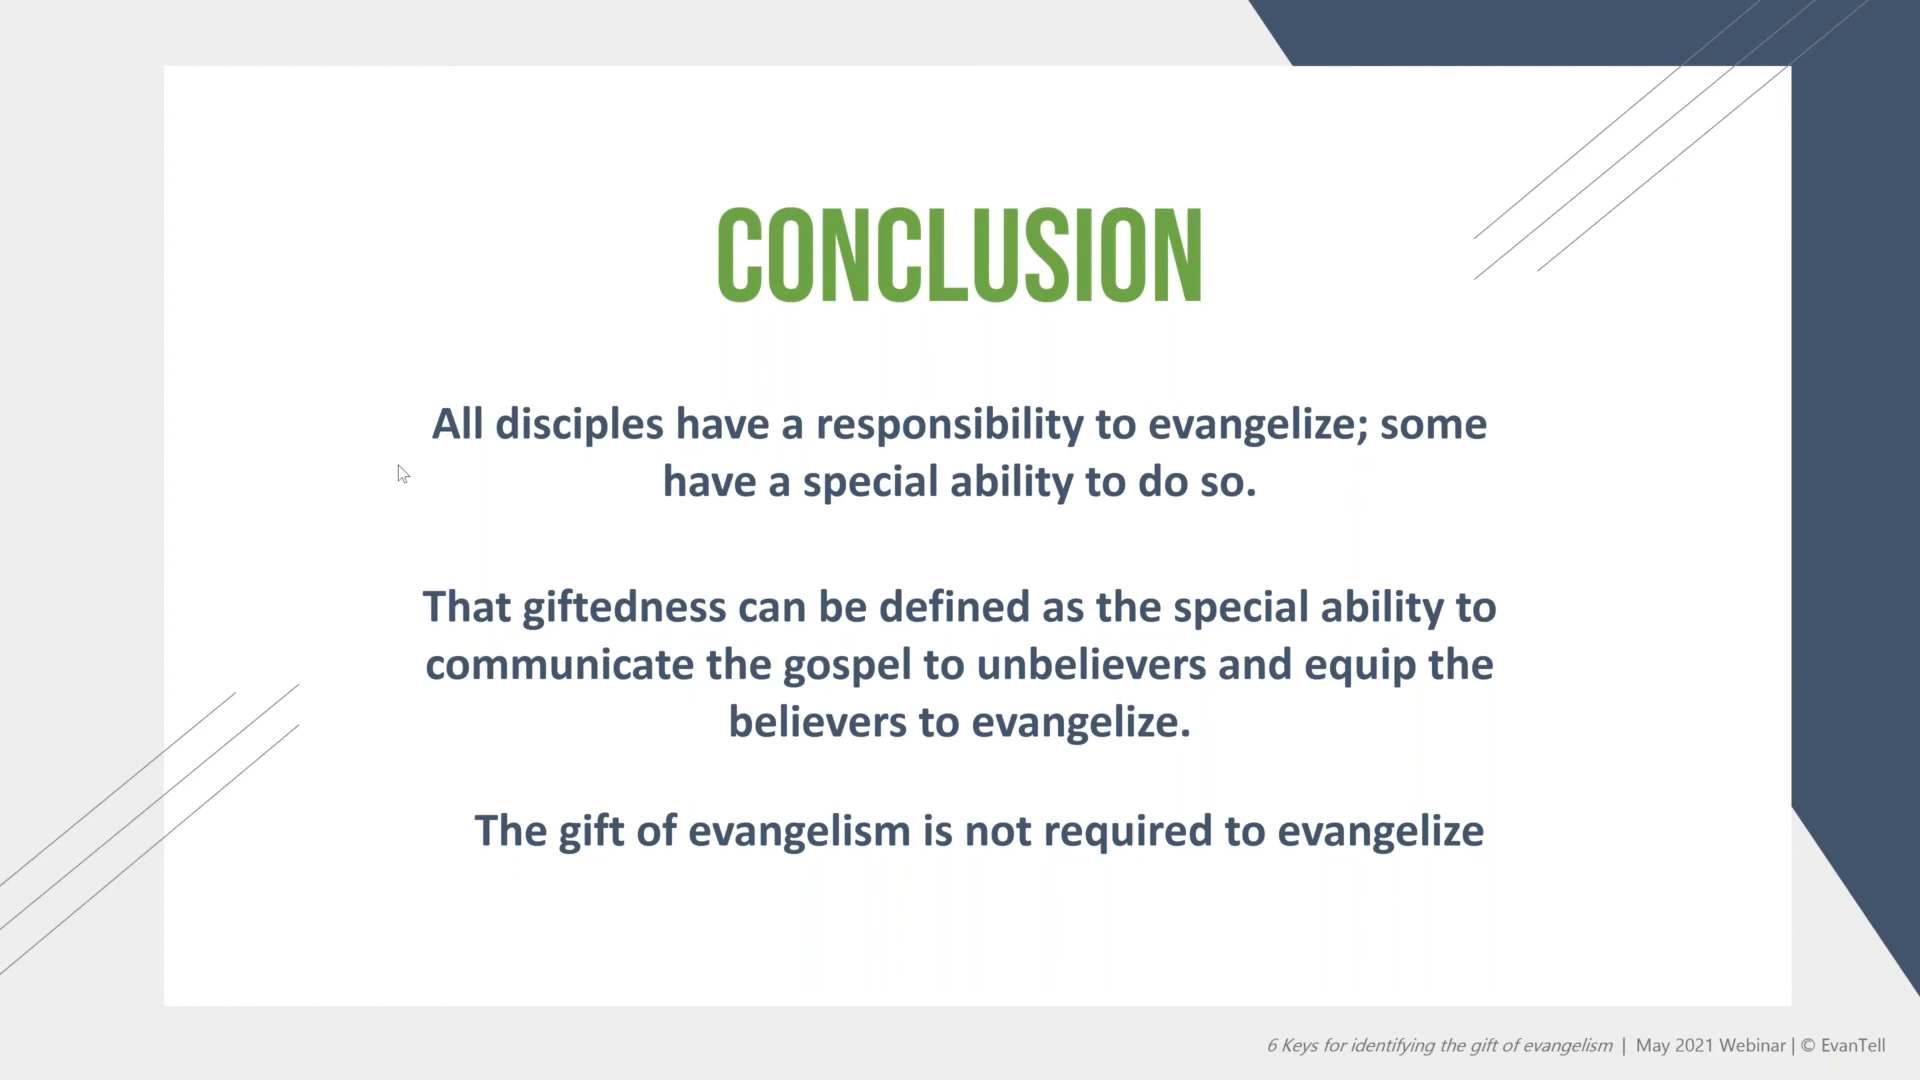 CONCLUSION
All disciples have a responsibility to evangelize; some
have a special ability to do so.
That giftedness can be defined as the special ability to
communicate the gospel to unbelievers and equip the
believers to evangelize.
The gift of evangelism is not required to evangelize
6 Keys for identifying the gift of evangelism | May 2021 Webinar | © EvanTell